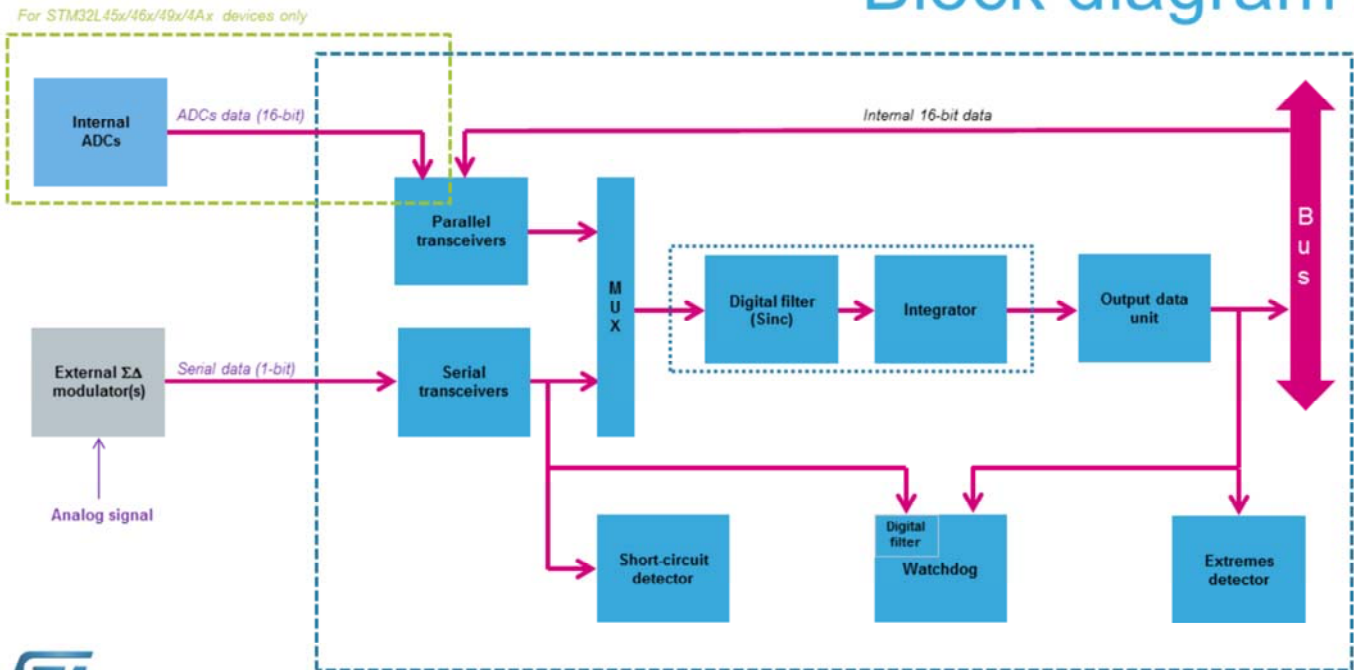 Block diagram
For STM32L45x/46x/49x/4Ax devices only
Internal
ADCs
ADCs data (16-bit)
Internal 16-bit data
Parallel
transceivers
B
u
s
M
U
X
Digital filter
(Sinc)
Integrator
Output data
unit
External ΣΔ
modulator(s)
Serial data (1-bit)
Serial
transceivers
Analog signal
Short-circuit
detector
Digital
filter
Watchdog
Extremes
detector